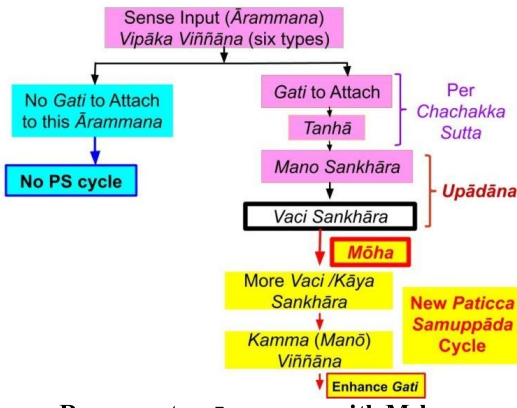 Sense Input (Ārammana)
Vipāka Viññāna (six types)
No Gati to Attach
to this Ārammana
No PS cycle
Gati to Attach
Tanhā
Per
Chachakka
Sutta
Mano Sankhāra
Vaci Sankhāra
Upādāna
Mōha
More Vaci /Kāya
Sankhāra
Kamma (Manō)
Viññāna
Enhance Gati
New Paticca
Samuppāda
Cycle